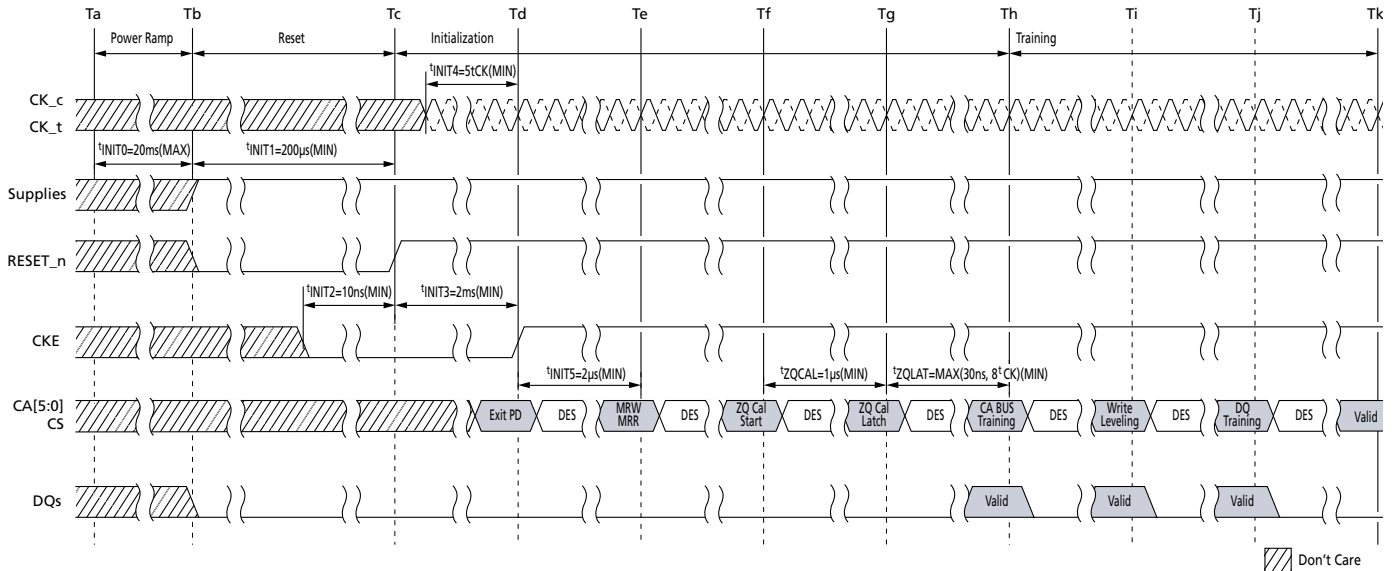 Ta Tb Tc Td Te Tf Tg Th Ti Tj Tk
Power Ramp Reset Initialization Training
tINIT4=5tCK(MIN)
CK_c
CK_t
tINIT0=20ms(MAX) tINIT1=200µs(MIN)
Supplies
RESET_n
tINIT2=10ns(MIN) tINIT3=2ms(MIN)
CKE
tINIT5=2µs(MIN) tZQCAL=1µs(MIN) tZQLAT=MAX(30ns, 8tCK)(MIN)
CA[5:0]
CS
Exit PD DES
MRW
MRR
DES
ZQ Cal
Start
DES
ZQ Cal
Latch
DES
CA BUS
Training
DES
Write
Leveling
DES
DQ
Training
DES
Valid
DQs Valid Valid Valid
Don't Care